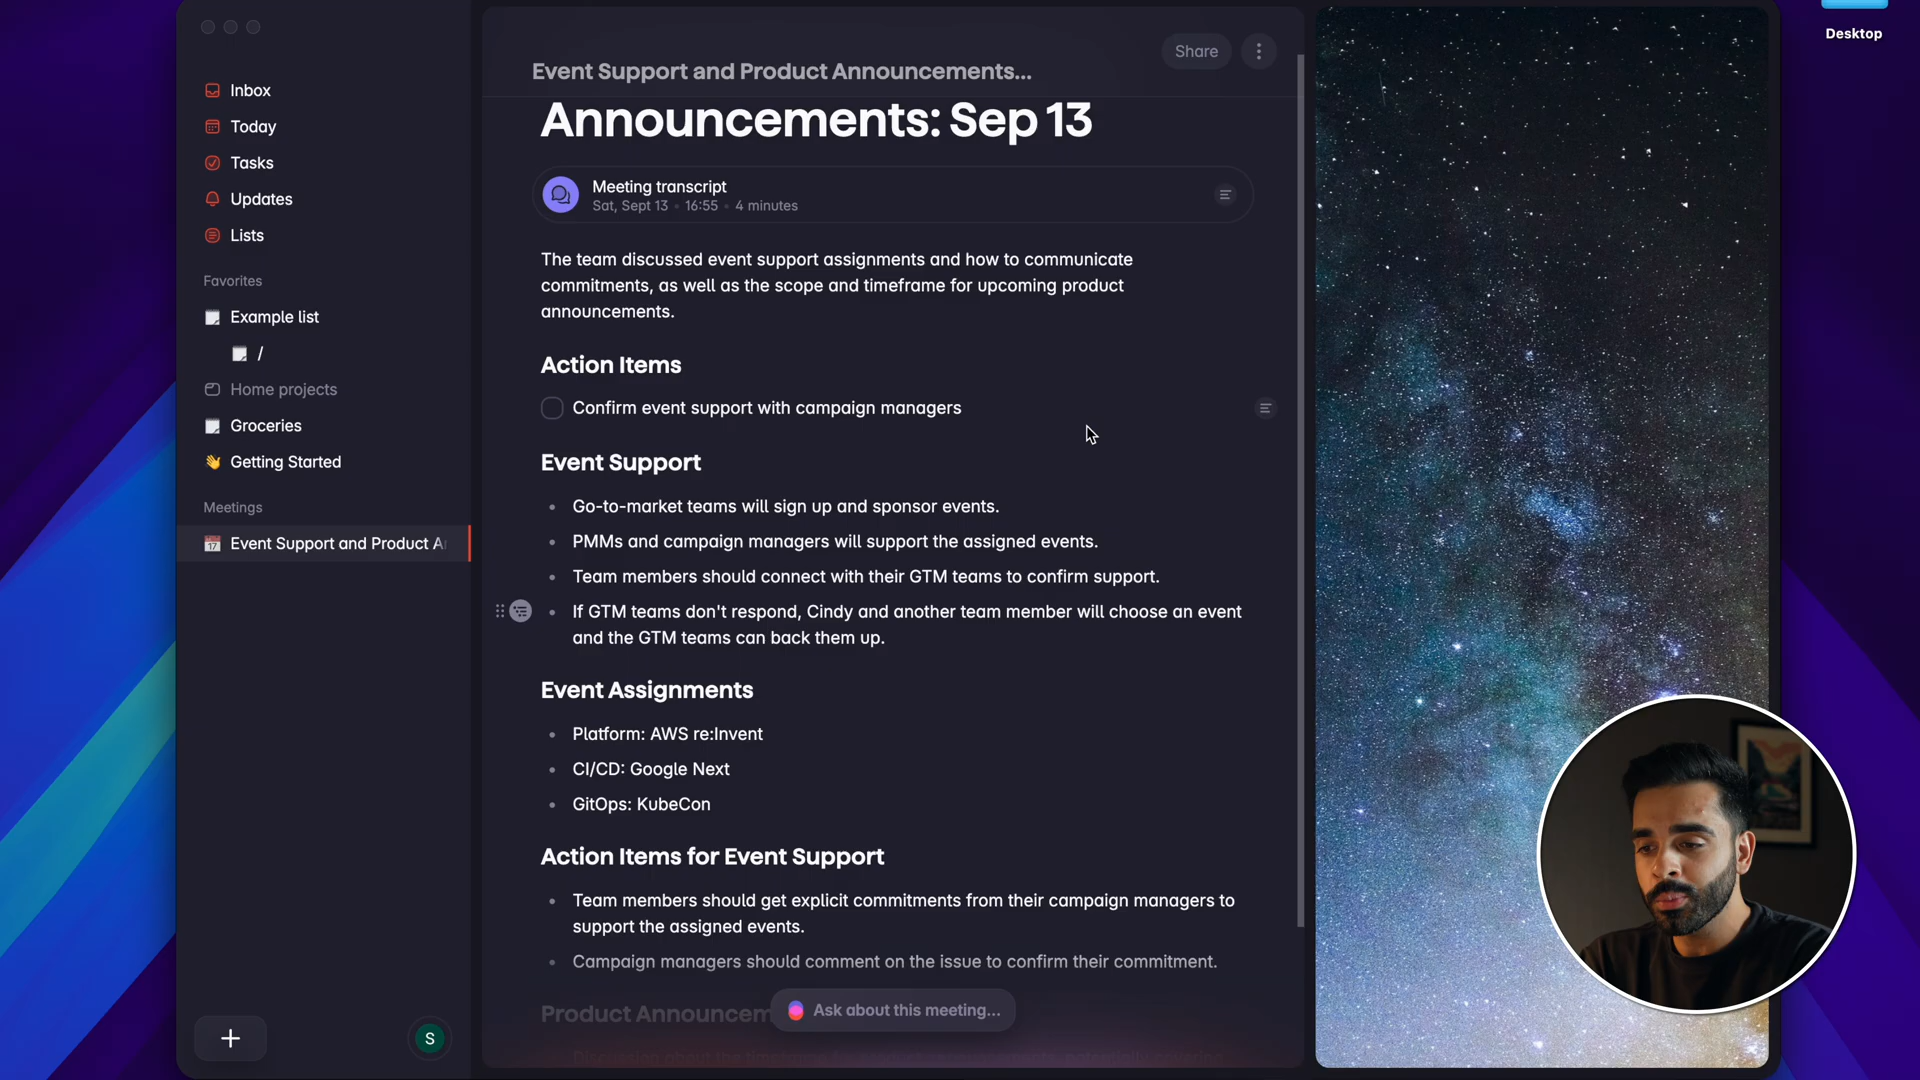 Desktop
Inbox
Today
Tasks
Updates
Lists
Favorites
Example list
/
Home projects
Groceries
Getting Started
Meetings
17
Event Support and Product A
+
S
Share
Event Support and Product Announcements...
Announcements: Sep 13
Meeting transcript
Sat, Sept 13 • 16:55 • 4 minutes
The team discussed event support assignments and how to communicate
commitments, as well as the scope and timeframe for upcoming product
announcements.
Action Items
Confirm event support with campaign managers
Event Support
• Go-to-market teams will sign up and sponsor events.
• PMMs and campaign managers will support the assigned events.
• Team members should connect with their GTM teams to confirm support.
• If GTM teams don't respond, Cindy and another team member will choose an event
and the GTM teams can back them up.
Event Assignments
• Platform: AWS re:Invent
• CI/CD: Google Next
• GitOps: KubeCon
Action Items for Event Support
• Team members should get explicit commitments from their campaign managers to
support the assigned events.
• Campaign managers should comment on the issue to confirm their commitment.
Product Announcem
Ask about this meeting...